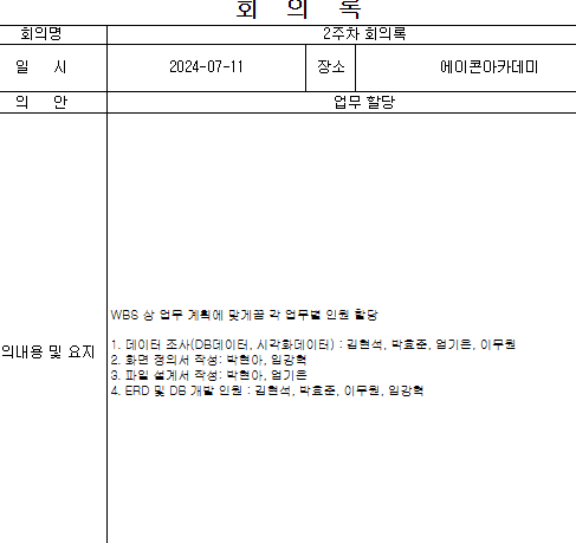 회 의 록
회의명 2주차 회의록
일 시 2024-07-11 장소 에이콘아카데미
의 안 업무 할당
의내용 및 요지
WBS 상 업무 계획에 맞게끔 각 업무별 인원 할당
1. 데이터 조사(DB데이터, 시각화데이터) : 김현석, 박효준, 엄기은, 이무원
2. 화면 정의서 작성: 박현아, 임강혁
3. 파일 설계서 작성: 박현아, 엄기은
4. ERD 및 DB 개발 인원 : 김현석, 박효준, 이무원, 임강혁